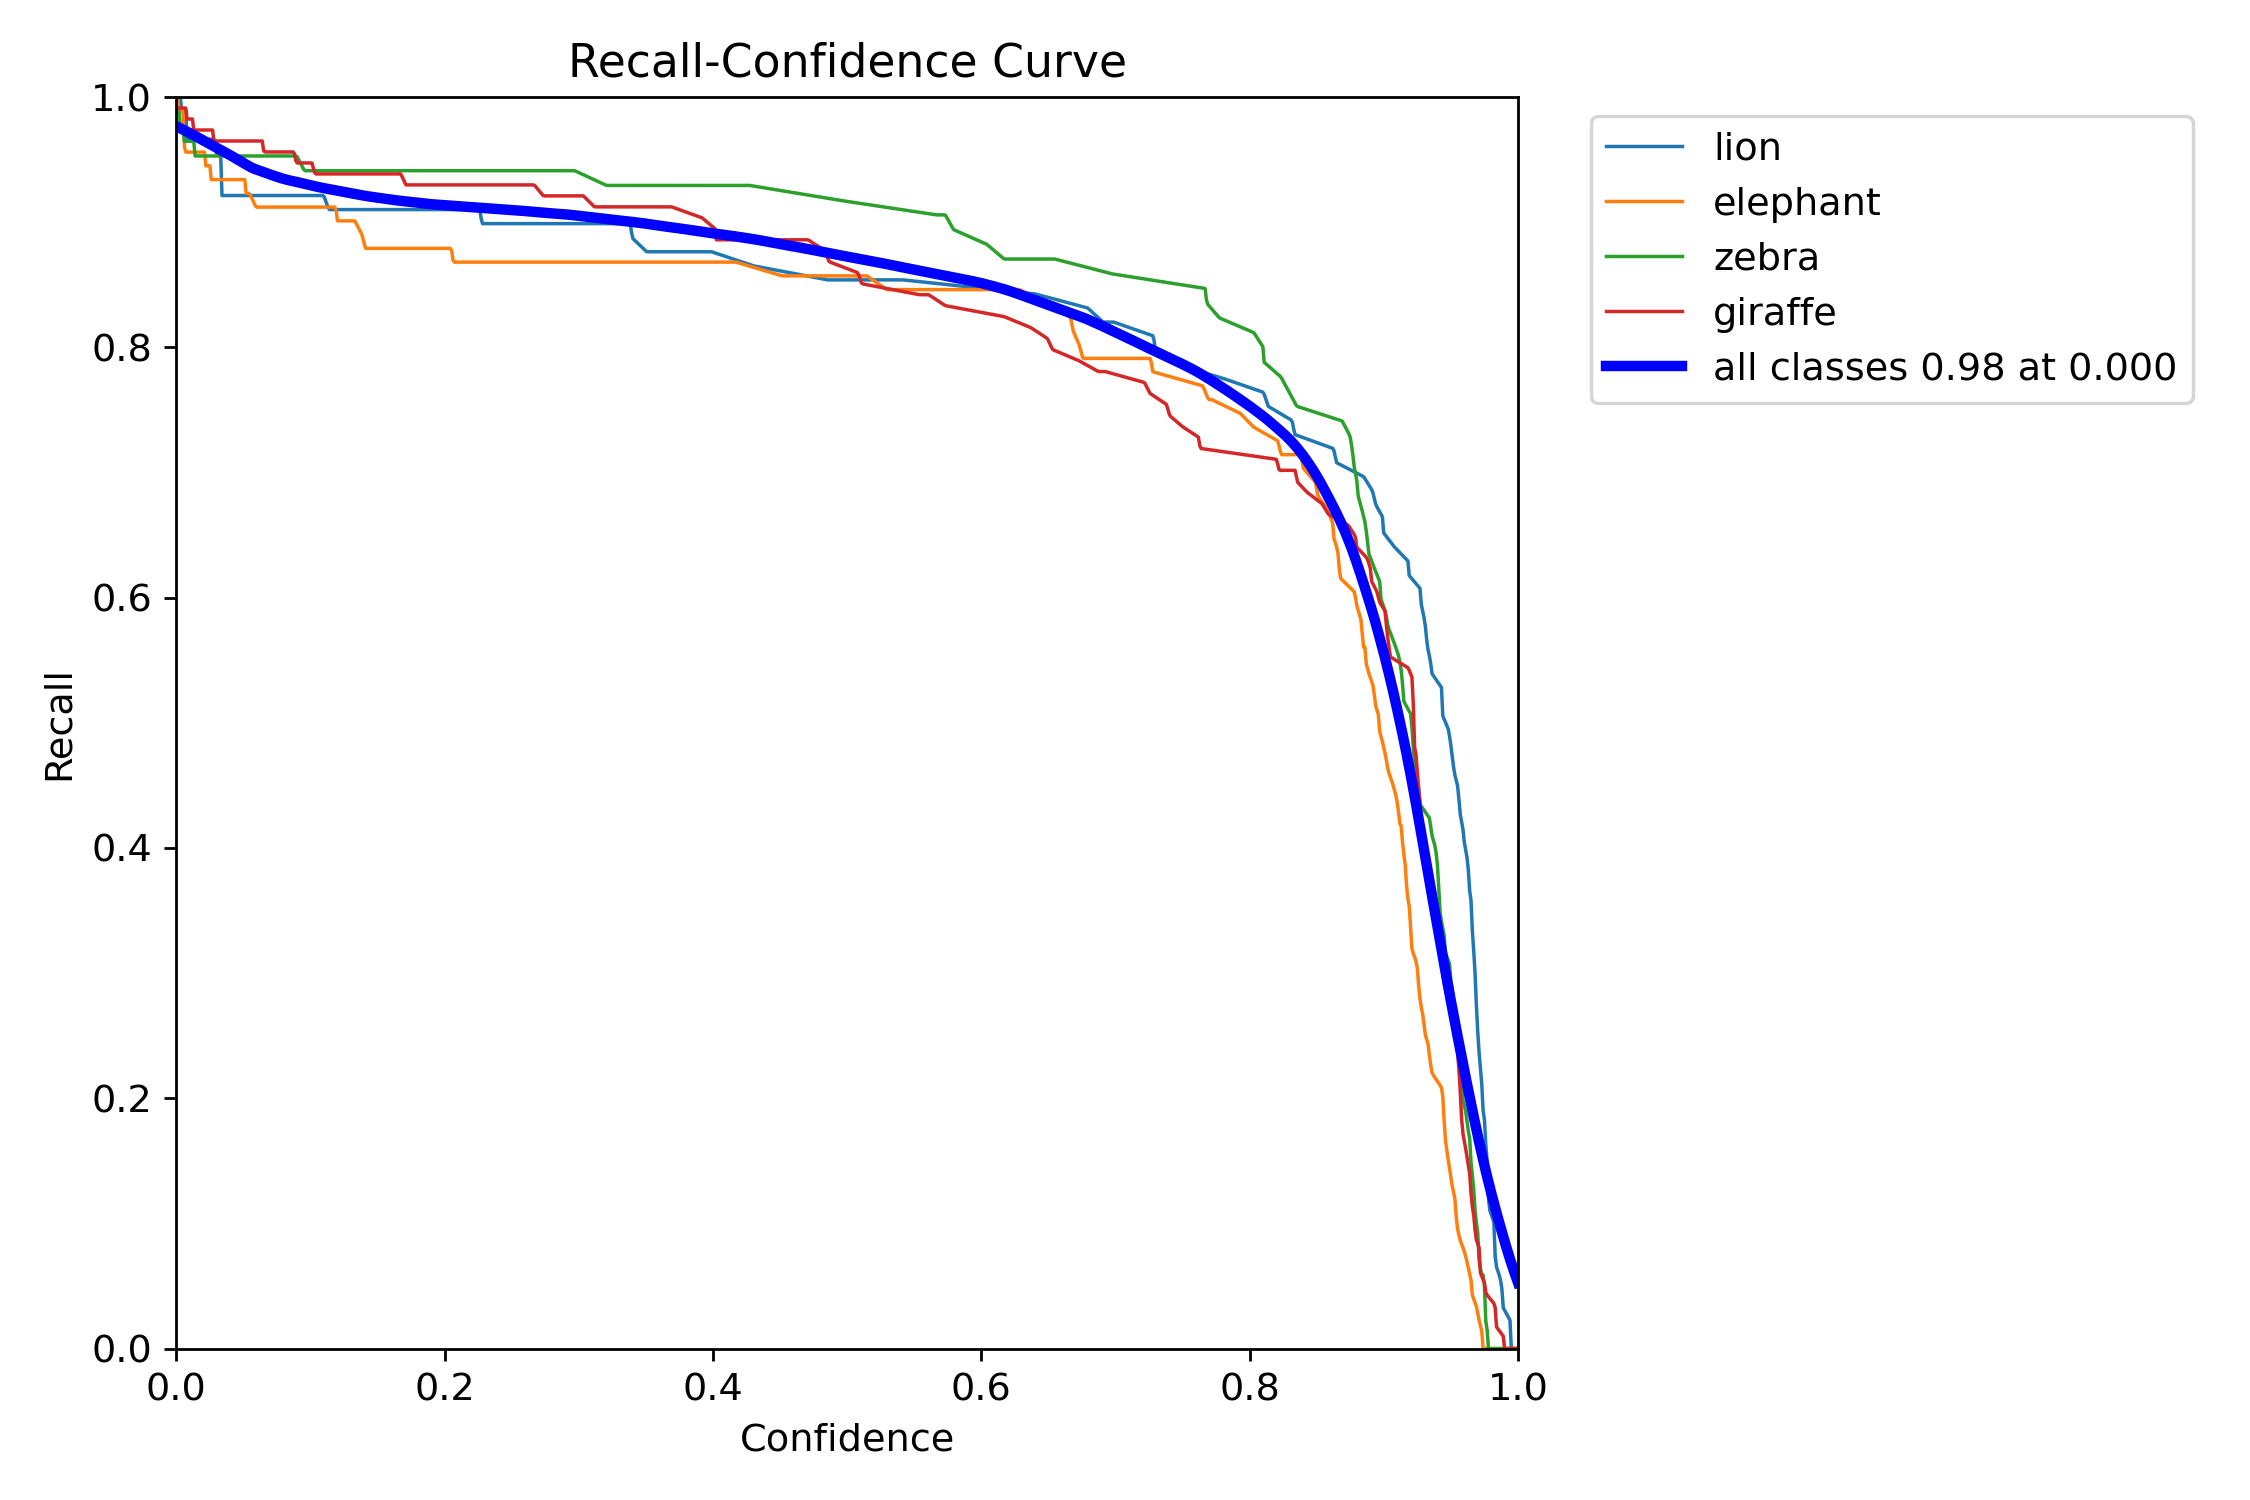 Recall-Confidence Curve
1.0
0.8
0.6
0.4
0.2
0.0
Recall
0.0 0.2 0.4 0.6 0.8 1.0
Confidence
lion
elephant
zebra
giraffe
all classes 0.98 at 0.000